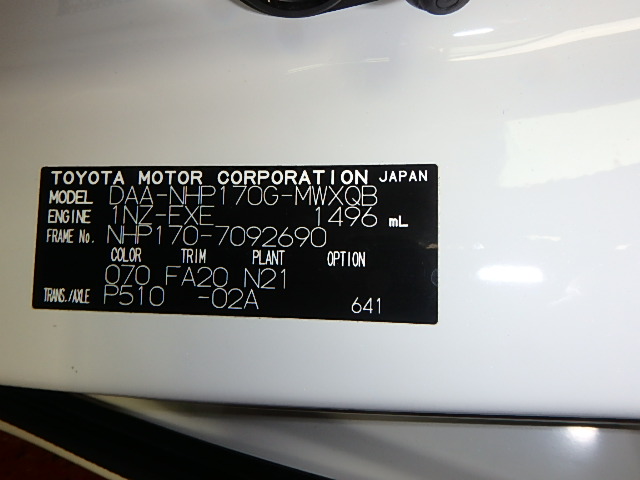 TOYOTA MOTOR CORPORATION JAPAN
MODEL DAA-NHP170G-MWXQB
ENGINE 1NZ-EXE 1496 mL
FRAME No. NHP170-7092690
COLOR TRIM PLANT OPTION
070 FA20 N21
TRANS./AXLE P510 -02A 641